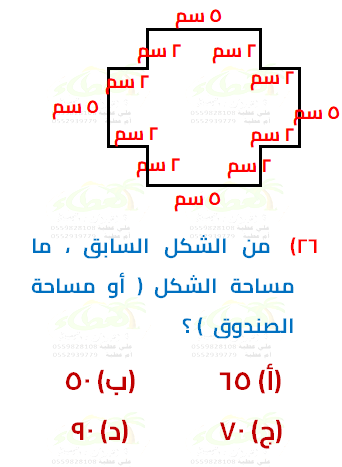 ٥ سم
٢ سم ٢ سم
٢ سم ٢ سم
٥ سم ٥ سم
٢ سم ٢ سم
٢ سم ٢ سم
٥ سم
٢٦) من الشكل السابق ، ما
مساحة الشكل ( أو مساحة
الصندوق ) ؟
(أ) ٦٥ (ب) ٥٠
(ج) ٧٠ (د) ٩٠